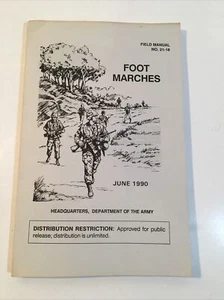 FIELD MANUAL
NO. 21-18
FOOT
MARCHES
JUNE 1990
HEADQUARTERS, DEPARTMENT OF THE ARMY
DISTRIBUTION RESTRICTION: Approved for public
release; distribution is unlimited.